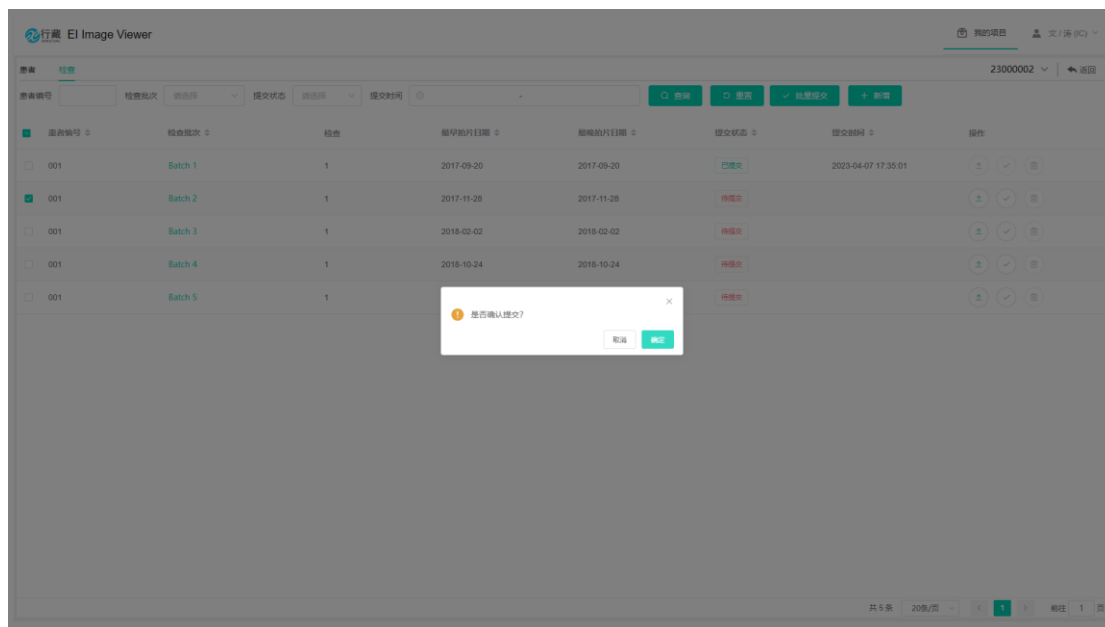 行藏 EI Image Viewer 我的项目 文/涛(IC)
患者 检查 23000002 返回
患者编号 检查批次 请选择 提交状态 请选择 提交时间 - 查询 重置 批量提交 + 新增
患者编号 检查批次 检查 最早拍片日期 最晚拍片日期 提交状态 提交时间 操作
001 Batch 1 1 2017-09-20 2017-09-20 已提交 2023-04-07 17:35:01
001 Batch 2 1 2017-11-28 2017-11-28 待提交
001 Batch 3 1 2018-02-02 2018-02-02 待提交
001 Batch 4 1 2018-10-24 2018-10-24 待提交
001 Batch 5 1 待提交
是否确认提交?
取消 确定
共 5 条 20条/页 1 前往 1 页